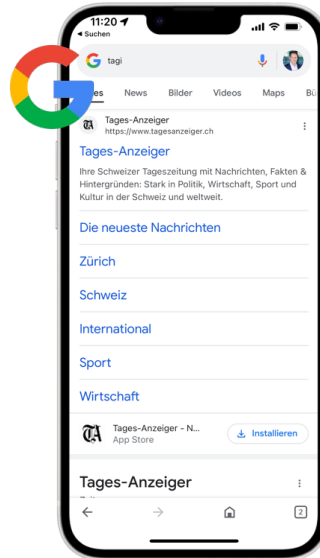 11:20
◂ Suchen
G tagi
News Bilder Videos Maps
TA Tages-Anzeiger
https://www.tagesanzeiger.ch
Tages-Anzeiger
Ihre Schweizer Tageszeitung mit Nachrichten, Fakten &
Hintergründen: Stark in Politik, Wirtschaft, Sport und
Kultur in der Schweiz und weltweit.
Die neueste Nachrichten
Zürich
Schweiz
International
Sport
Wirtschaft
TA Tages-Anzeiger - N...
App Store
Installieren
Tages-Anzeiger
2